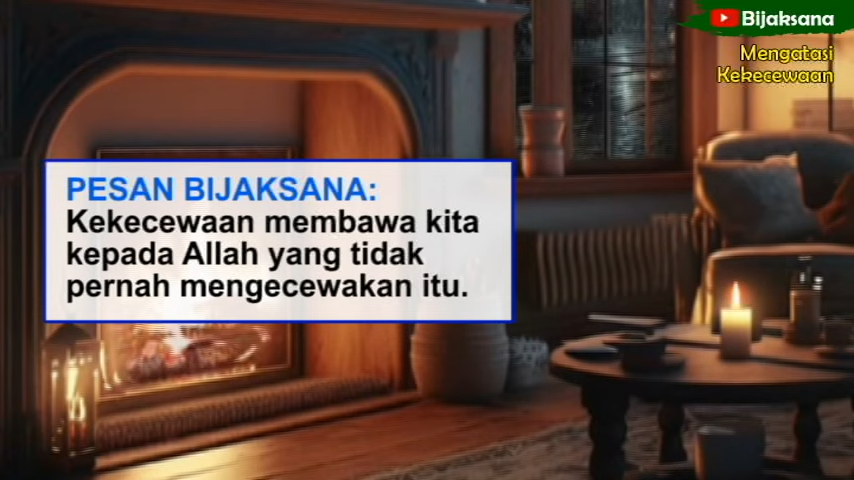 Bijaksana
Mengatasi
Kekecewaan
PESAN BIJAKSANA:
Kekecewaan membawa kita
kepada Allah yang tidak
pernah mengecewakan itu.